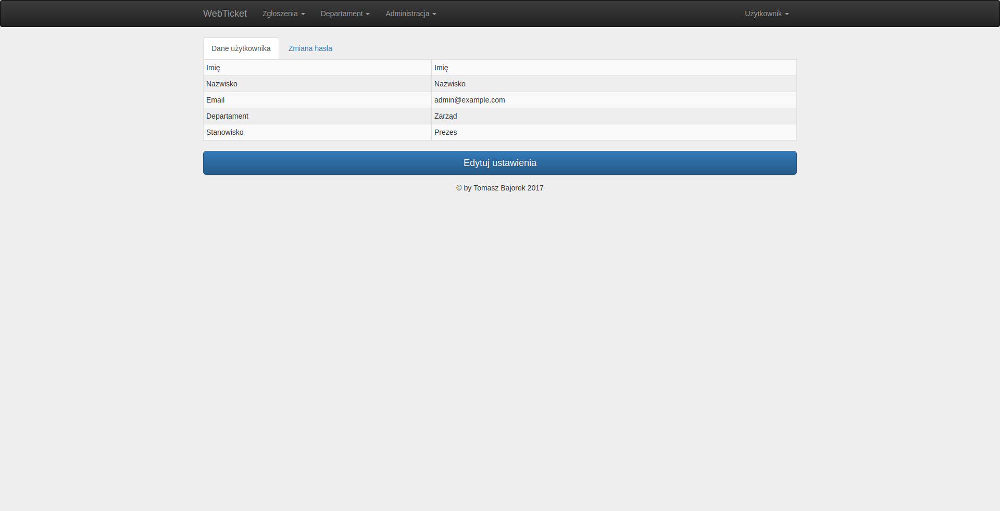 WebTicket Zgłoszenia Departament Administracja Użytkownik
Dane użytkownika Zmiana hasła
Imię Imię
Nazwisko Nazwisko
Email admin@example.com
Departament Zarząd
Stanowisko Prezes
Edytuj ustawienia
© by Tomasz Bajorek 2017